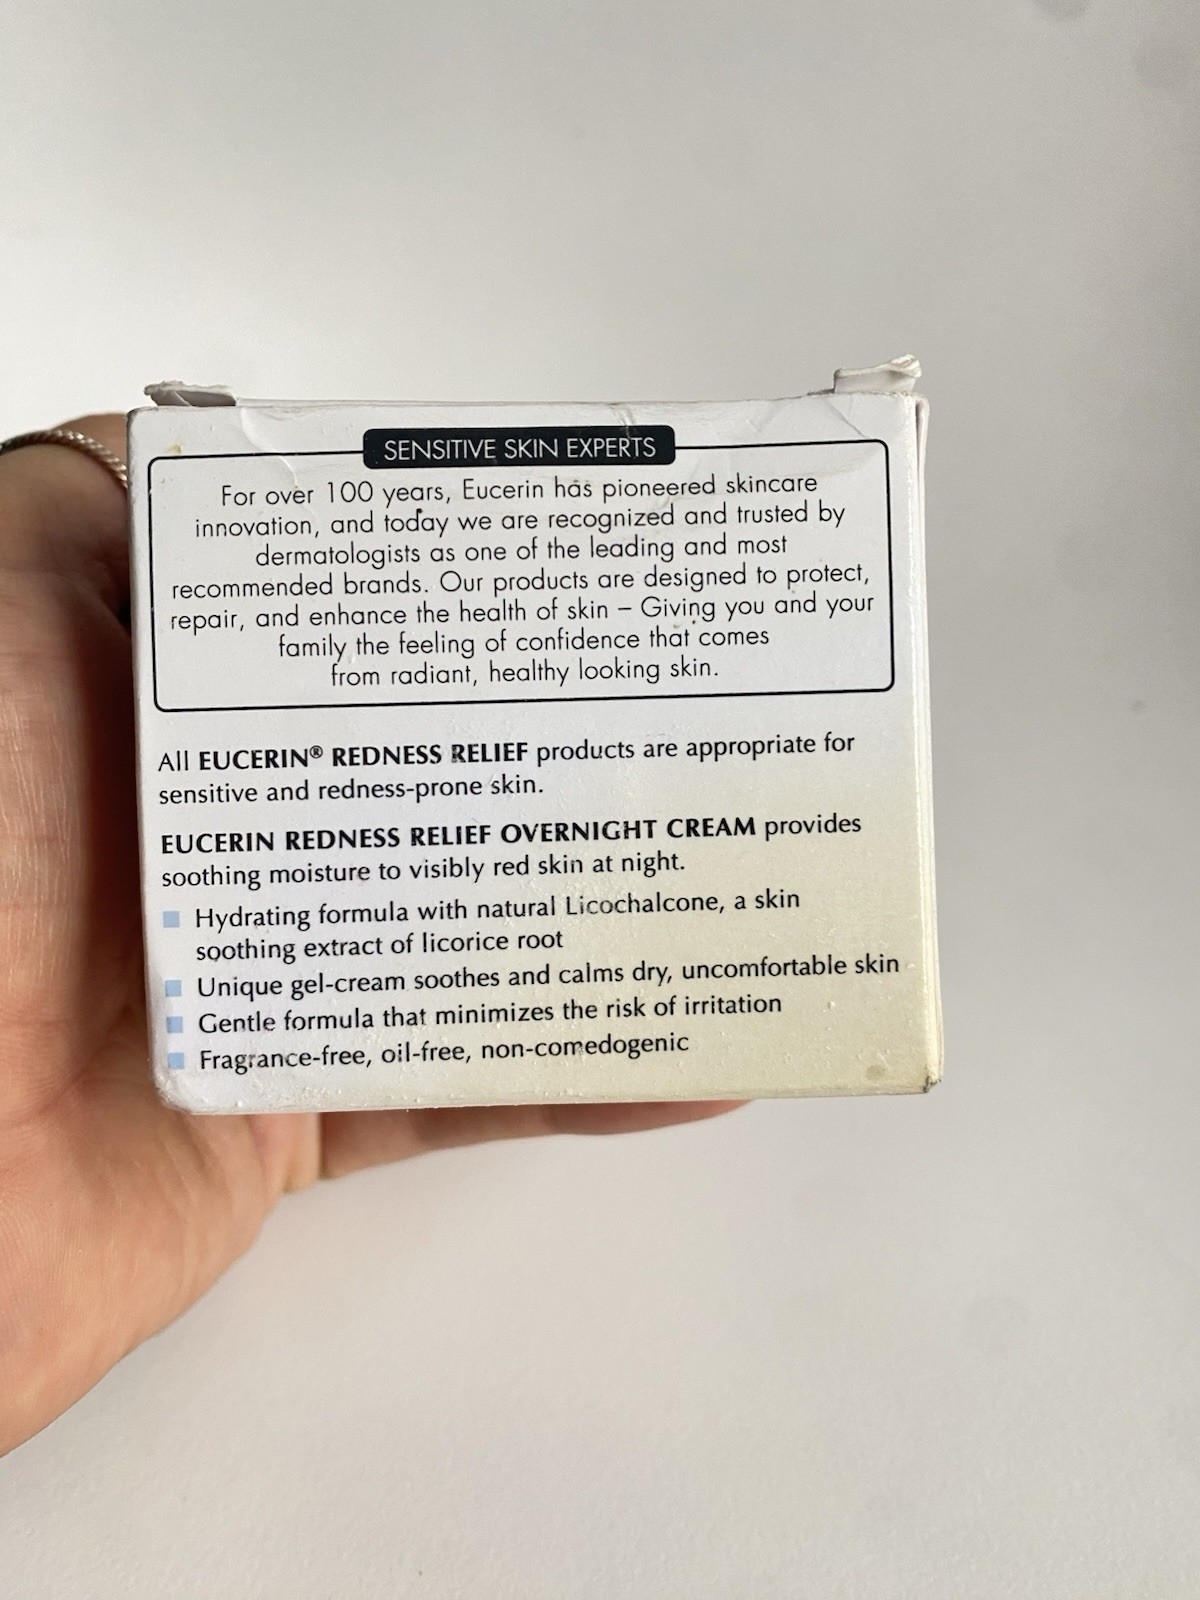 SENSITIVE SKIN EXPERTS
For over 100 years, Eucerin has pioneered skincare
innovation, and today we are recognized and trusted by
dermatologists as one of the leading and most
recommended brands. Our products are designed to protect,
repair, and enhance the health of skin – Giving you and your
family the feeling of confidence that comes
from radiant, healthy looking skin.
All EUCERIN® REDNESS RELIEF products are appropriate for
sensitive and redness-prone skin.
EUCERIN REDNESS RELIEF OVERNIGHT CREAM provides
soothing moisture to visibly red skin at night.
■ Hydrating formula with natural Licochalcone, a skin
soothing extract of licorice root
■ Unique gel-cream soothes and calms dry, uncomfortable skin
■ Gentle formula that minimizes the risk of irritation
■ Fragrance-free, oil-free, non-comedogenic